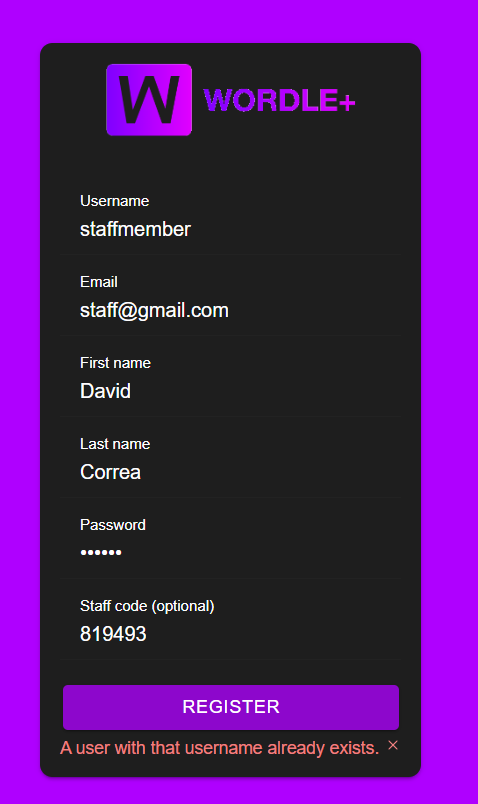 W WORDLE+
Username
staffmember
Email
staff@gmail.com
First name
David
Last name
Correa
Password
••••••
Staff code (optional)
819493
REGISTER
A user with that username already exists. ×